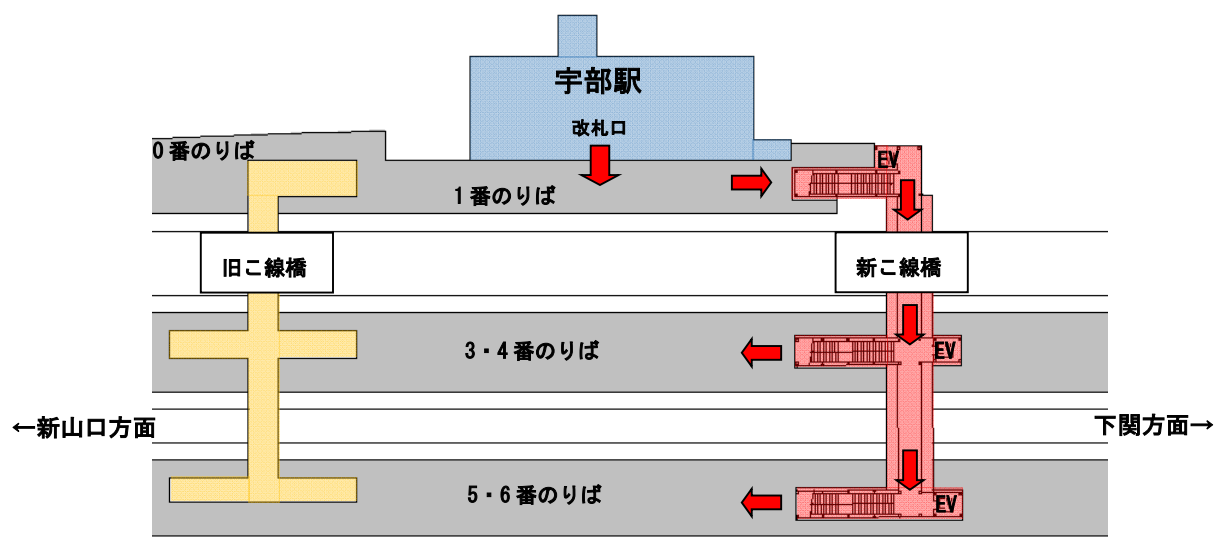 宇部駅
改札口
0番のりば
EV
1番のりば
旧こ線橋
新こ線橋
3・4番のりば
EV
←新山口方面
下関方面→
5・6番のりば
EV